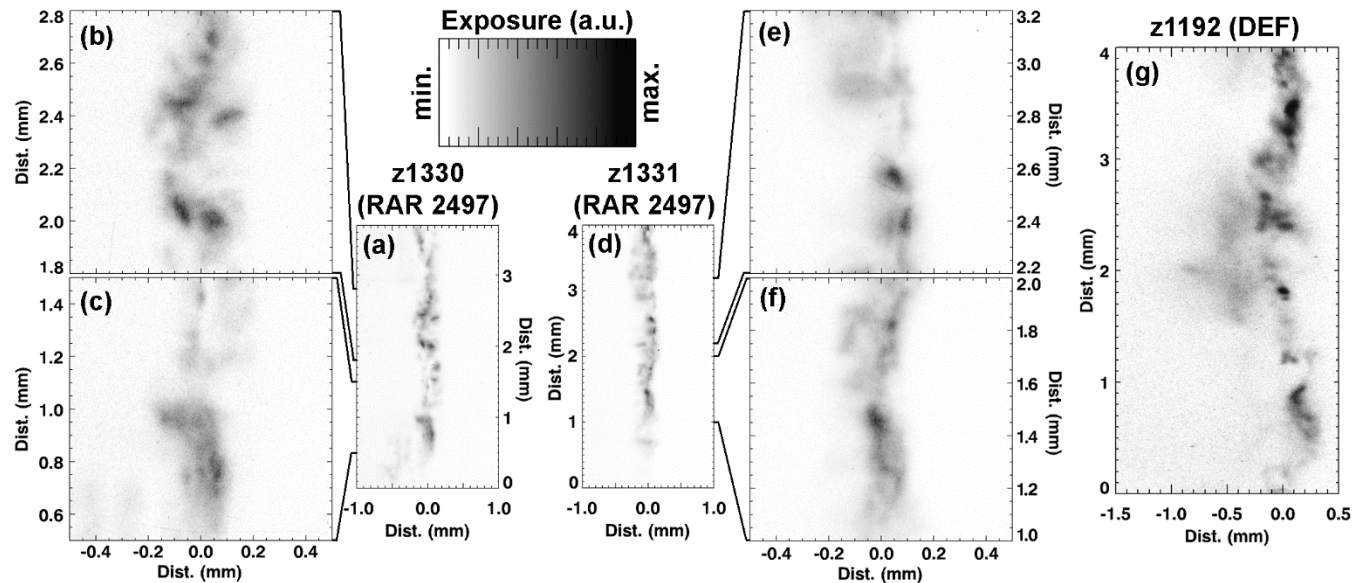 (b)
2.8
2.6
2.4
2.2
2.0
1.8
Dist. (mm)
(c)
1.4
1.2
1.0
0.8
0.6
Dist. (mm)
-0.4 -0.2 0.0 0.2 0.4
Dist. (mm)
Exposure (a.u.)
min.
max.
z1330
(RAR 2497)
(a)
3
2
1
0
Dist. (mm)
-1.0 0.0 1.0
Dist. (mm)
z1331
(RAR 2497)
(d)
4
3
2
1
0
Dist. (mm)
-1.0 0.0 1.0
Dist. (mm)
(e)
3.2
3.0
2.8
2.6
2.4
2.2
Dist. (mm)
(f)
2.0
1.8
1.6
1.4
1.2
1.0
Dist. (mm)
-0.4 -0.2 0.0 0.2 0.4
Dist. (mm)
z1192 (DEF)
(g)
4
3
2
1
0
Dist. (mm)
-1.5 -1.0 -0.5 0.0 0.5
Dist. (mm)